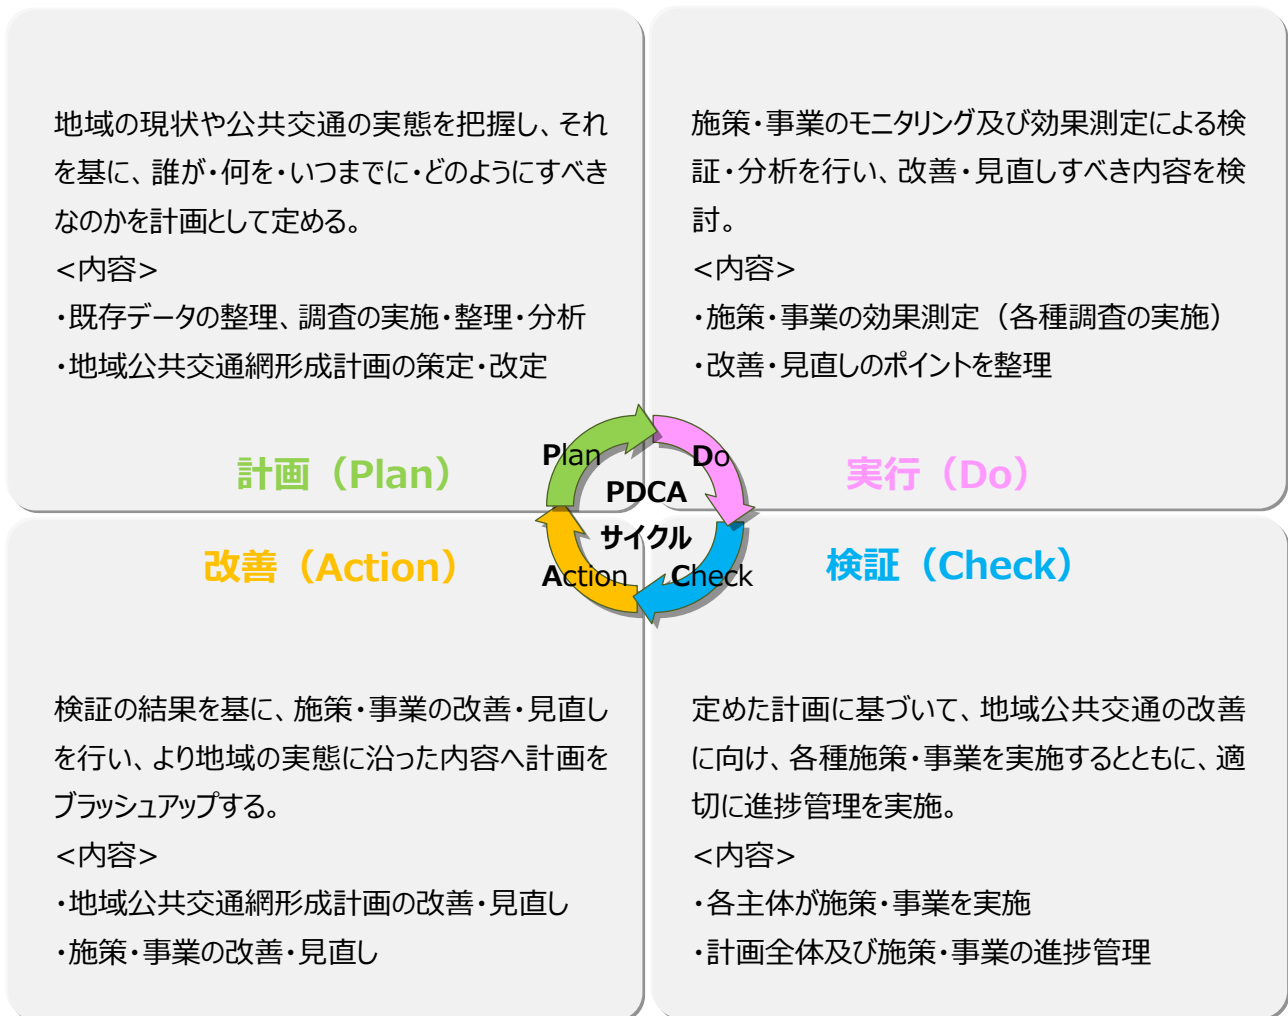 地域の現状や公共交通の実態を把握し、それ
を基に、誰が・何を・いつまでに・どのようにすべき
なのかを計画として定める。
<内容>
・既存データの整理、調査の実施・整理・分析
・地域公共交通網形成計画の策定・改定
計画（Plan）
施策・事業のモニタリング及び効果測定による検
証・分析を行い、改善・見直しすべき内容を検
討。
<内容>
・施策・事業の効果測定（各種調査の実施）
・改善・見直しのポイントを整理
実行（Do）
Plan
Do
PDCA
サイクル
Action
Check
改善（Action）
検証の結果を基に、施策・事業の改善・見直し
を行い、より地域の実態に沿った内容へ計画を
ブラッシュアップする。
<内容>
・地域公共交通網形成計画の改善・見直し
・施策・事業の改善・見直し
検証（Check）
定めた計画に基づいて、地域公共交通の改善
に向け、各種施策・事業を実施するとともに、適
切に進捗管理を実施。
<内容>
・各主体が施策・事業を実施
・計画全体及び施策・事業の進捗管理